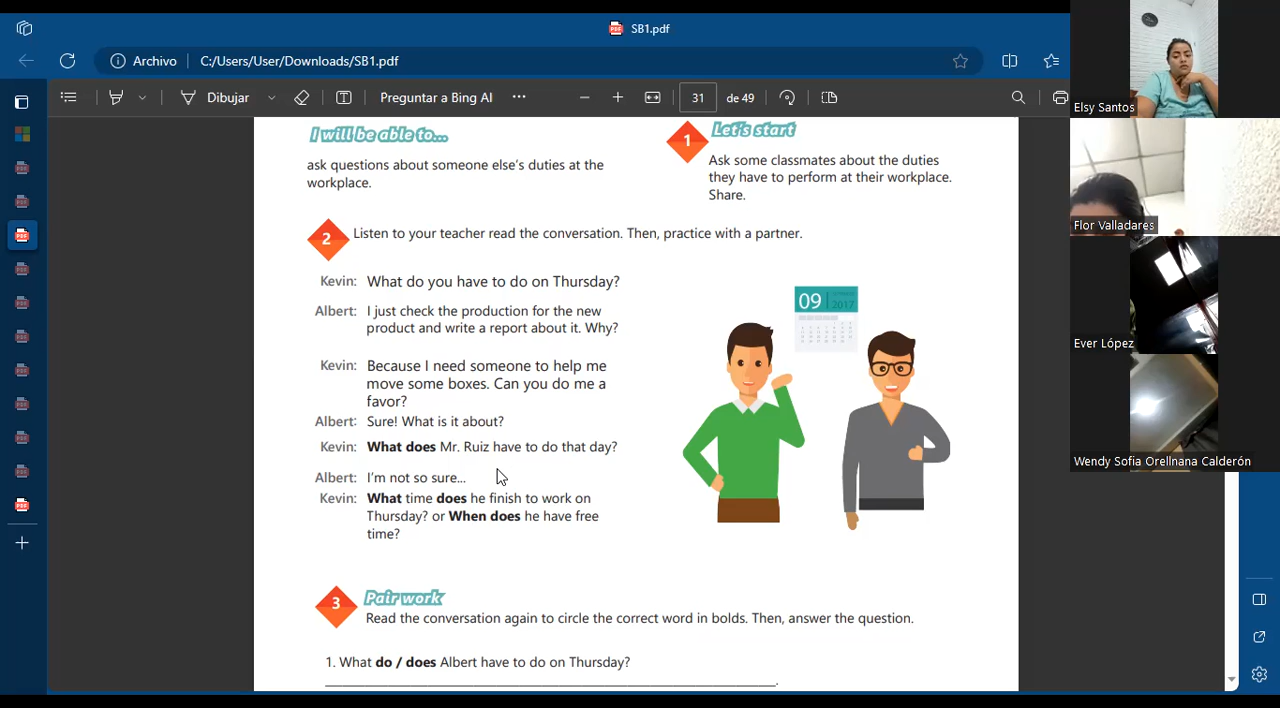 SB1.pdf
Archivo C:/Users/User/Downloads/SB1.pdf
Dibujar Preguntar a Bing AI ... 31 de 49
I will be able to...
ask questions about someone else's duties at the
workplace.
1 Let's start
Ask some classmates about the duties
they have to perform at their workplace.
Share.
2 Listen to your teacher read the conversation. Then, practice with a partner.
Kevin: What do you have to do on Thursday?
Albert: I just check the production for the new
product and write a report about it. Why?
Kevin: Because I need someone to help me
move some boxes. Can you do me a
favor?
Albert: Sure! What is it about?
Kevin: What does Mr. Ruiz have to do that day?
Albert: I'm not so sure...
Kevin: What time does he finish to work on
Thursday? or When does he have free
time?
09 2017
3 Pair work
Read the conversation again to circle the correct word in bolds. Then, answer the question.
1. What do / does Albert have to do on Thursday?
Elsy Santos
Flor Valladares
Ever López
Wendy Sofia Orellnana Calderón